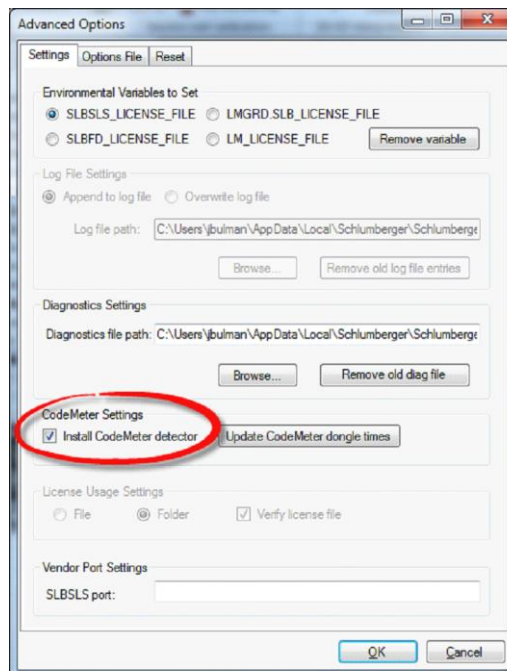 Advanced Options
Settings Options File Reset
Environmental Variables to Set
SLBSLS_LICENSE_FILE LMGRD.SLB_LICENSE_FILE
SLBFD_LICENSE_FILE LM_LICENSE_FILE Remove variable
Log File Settings
Append to log file Overwrite log file
Log file path: C:\Users\jbulman\AppData\Local\Schlumberger\Schlumberge
Browse... Remove old log file entries
Diagnostics Settings
Diagnostics file path: C:\Users\jbulman\AppData\Local\Schlumberger\Schlumberge
Browse... Remove old diag file
CodeMeter Settings
Install CodeMeter detector Update CodeMeter dongle times
License Usage Settings
File Folder Verify license file
Vendor Port Settings
SLBSLS port:
OK Cancel